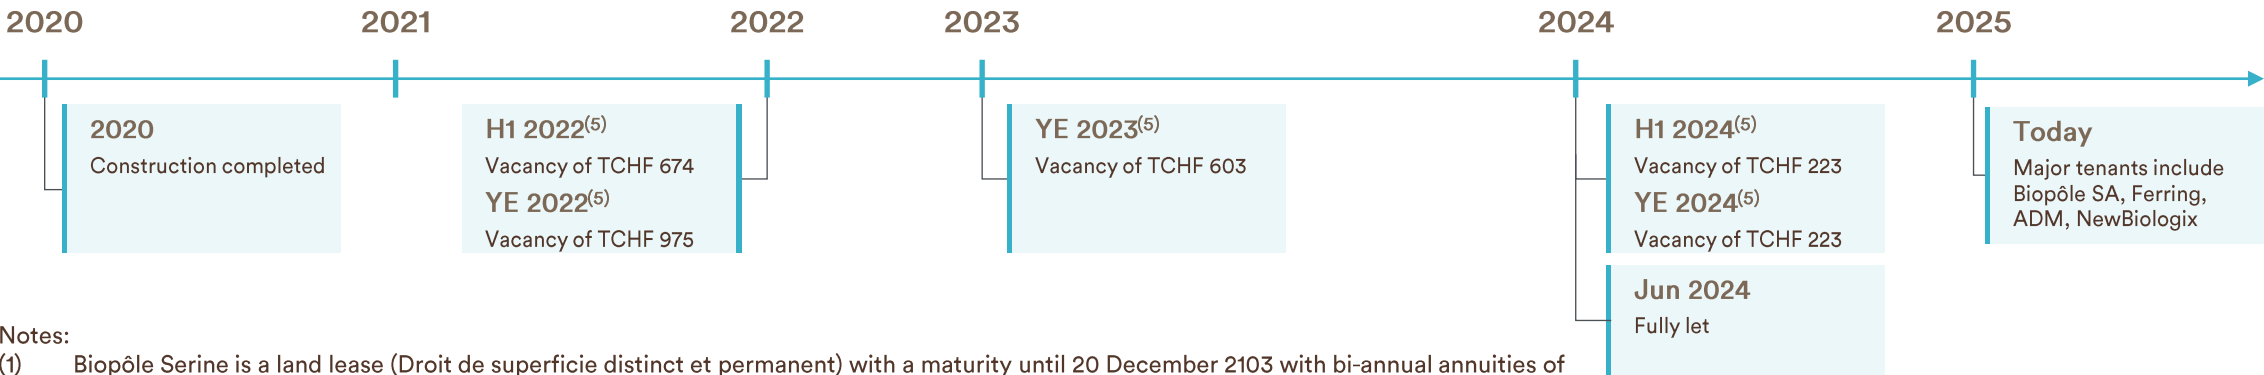 2020 2021 2022 2023 2024 2025
2020
Construction completed
H1 2022(5)
Vacancy of TCHF 674
YE 2022(5)
Vacancy of TCHF 975
YE 2023(5)
Vacancy of TCHF 603
H1 2024(5)
Vacancy of TCHF 223
YE 2024(5)
Vacancy of TCHF 223
Jun 2024
Fully let
Today
Major tenants include
Biopôle SA, Ferring,
ADM, NewBiologix
Notes:
(1) Biopôle Serine is a land lease (Droit de superficie distinct et permanent) with a maturity until 20 December 2103 with bi-annual annuities of